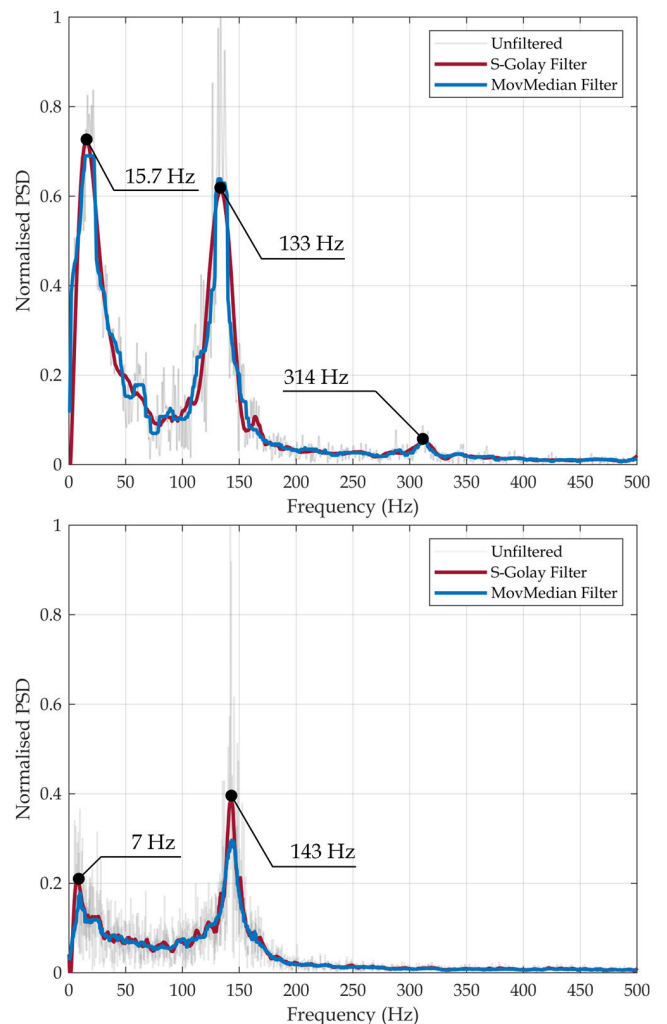 Unfiltered
S-Golay Filter
MovMedian Filter
15.7 Hz
133 Hz
314 Hz
Normalised PSD
0.8
0.6
0.4
0.2
0
0 50 100 150 200 250 300 350 400 450 500
Frequency (Hz)
1
Unfiltered
S-Golay Filter
MovMedian Filter
7 Hz
143 Hz
Normalised PSD
0.8
0.6
0.4
0.2
0
0 50 100 150 200 250 300 350 400 450 500
Frequency (Hz)